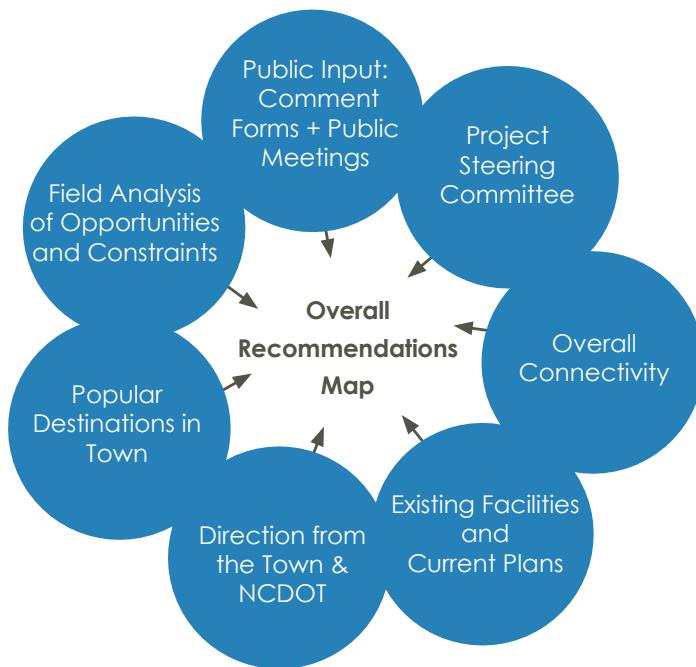 Public Input:
Comment
Forms + Public
Meetings
Project
Steering
Committee
Overall
Connectivity
Existing Facilities
and
Current Plans
Direction from
the Town &
NCDOT
Popular
Destinations in
Town
Field Analysis
of Opportunities
and Constraints
Overall
Recommendations
Map